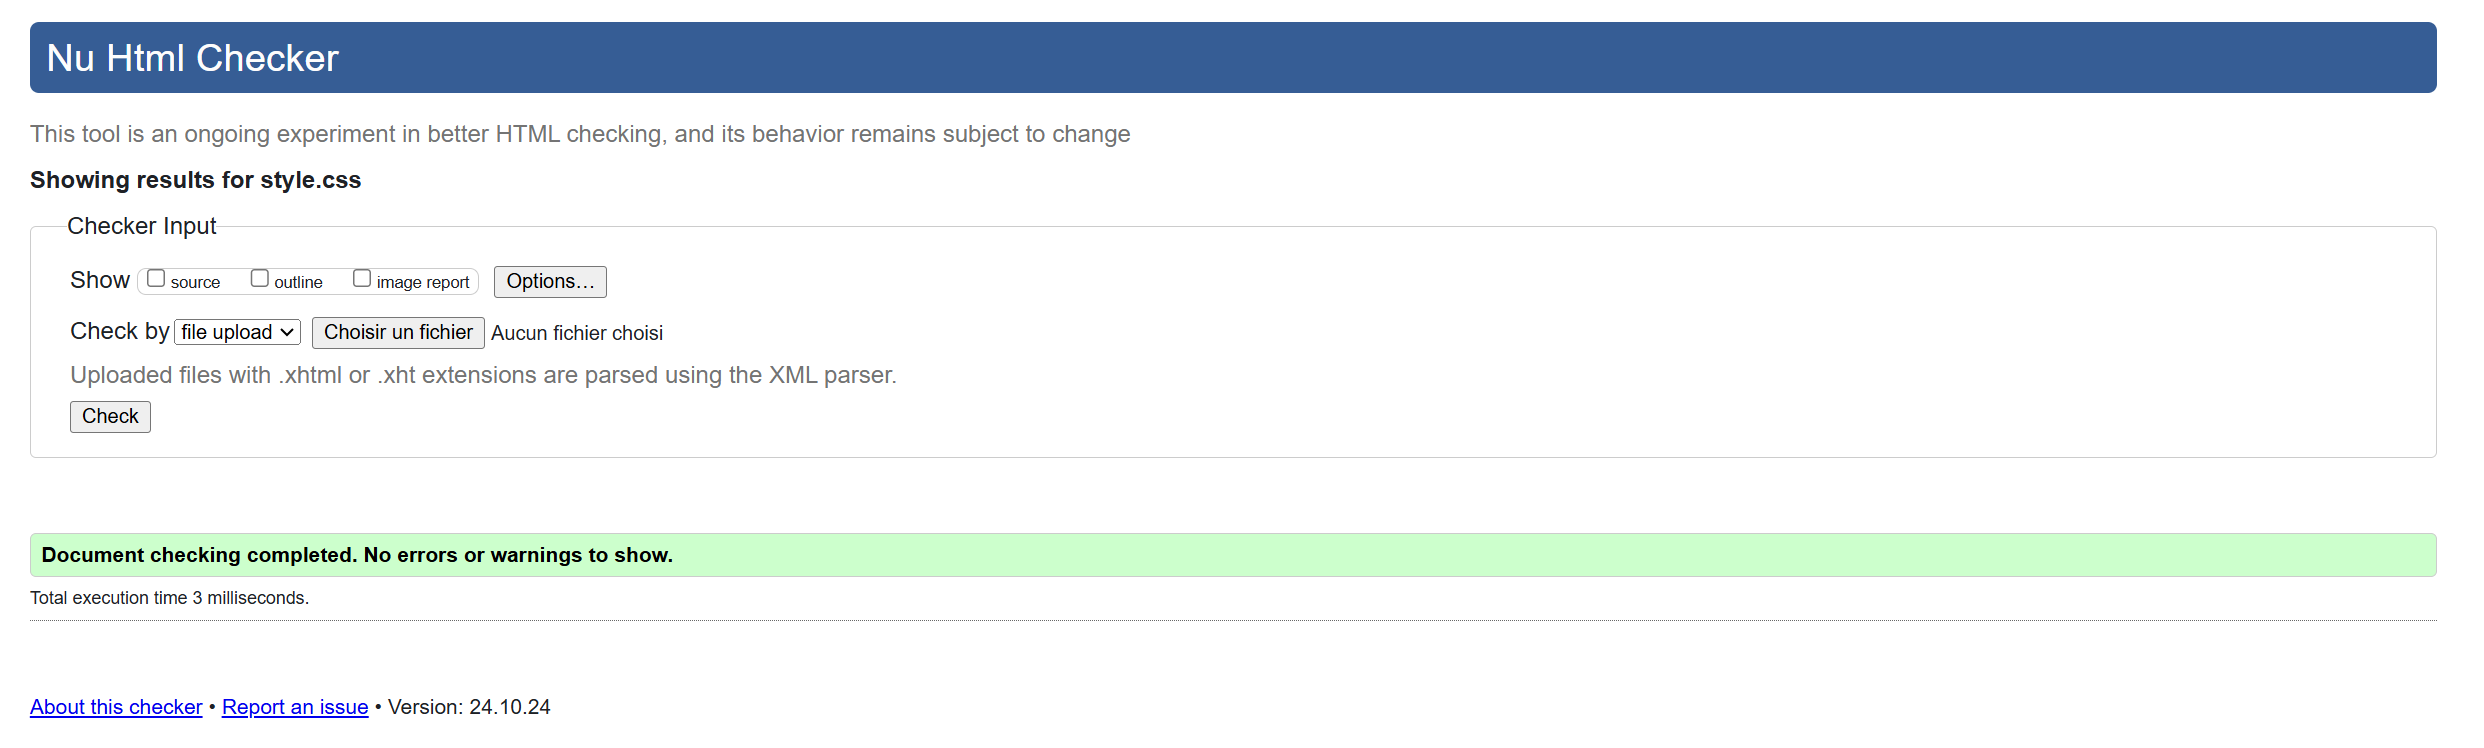 Nu Html Checker
This tool is an ongoing experiment in better HTML checking, and its behavior remains subject to change
Showing results for style.css
Checker Input
Show source outline image report Options...
Check by file upload Choisir un fichier Aucun fichier choisi
Uploaded files with .xhtml or .xht extensions are parsed using the XML parser.
Check
Document checking completed. No errors or warnings to show.
Total execution time 3 milliseconds.
About this checker • Report an issue • Version: 24.10.24